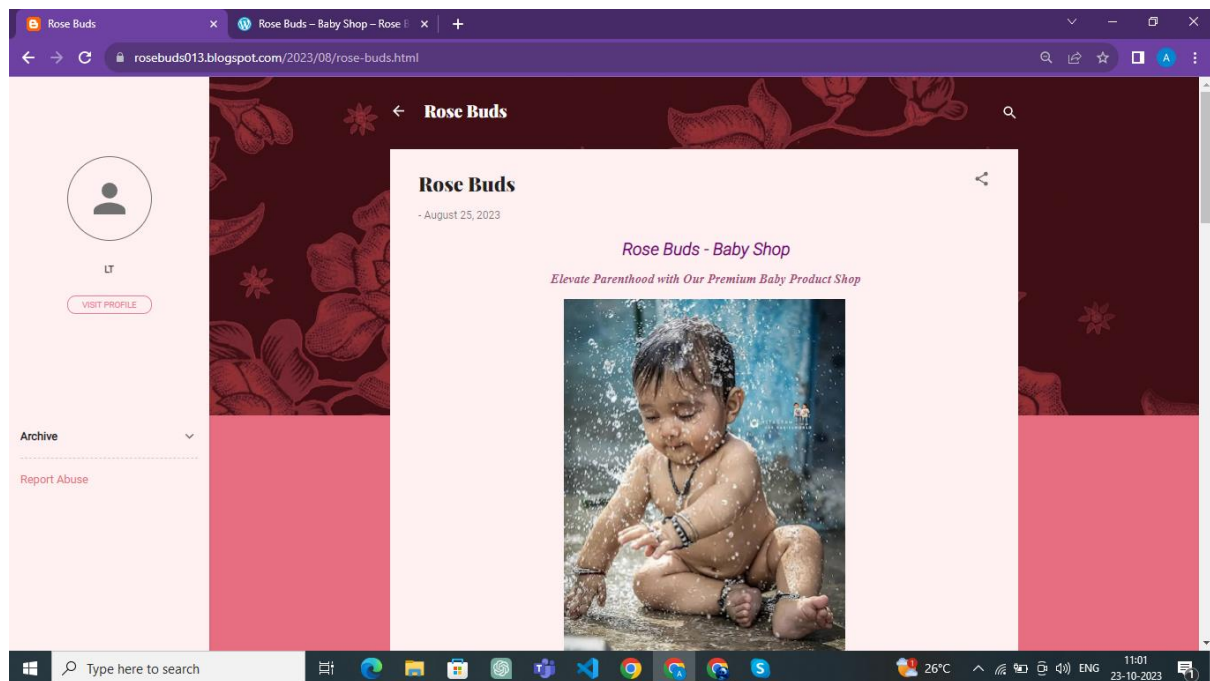 Rose Buds
Rose Buds – Baby Shop – Rose B
rosebuds013.blogspot.com/2023/08/rose-buds.html
A
Rose Buds
LT
VISIT PROFILE
Archive
Report Abuse
Rose Buds
- August 25, 2023
Rose Buds - Baby Shop
Elevate Parenthood with Our Premium Baby Product Shop
Type here to search
26°C
ENG
11:01
23-10-2023